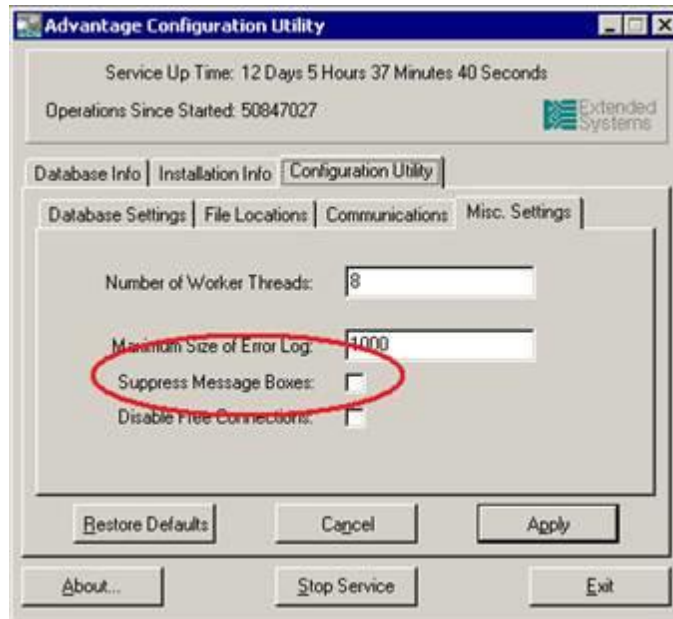 Advantage Configuration Utility
Service Up Time: 12 Days 5 Hours 37 Minutes 40 Seconds
Operations Since Started: 50847027
Extended
Systems
Database Info Installation Info Configuration Utility
Database Settings File Locations Communications Misc. Settings
Number of Worker Threads: 8
Maximum Size of Error Log: 1000
Suppress Message Boxes:
Disable Free Connections:
Restore Defaults Cancel Apply
About... Stop Service Exit